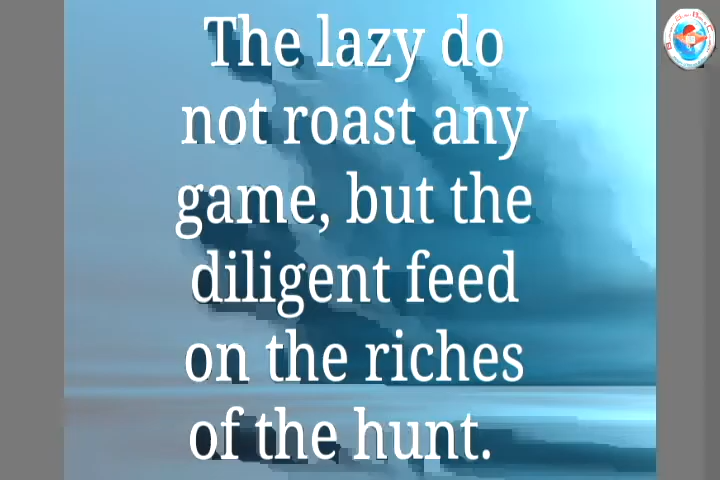 The lazy do
not roast any
game, but the
diligent feed
on the riches
of the hunt.